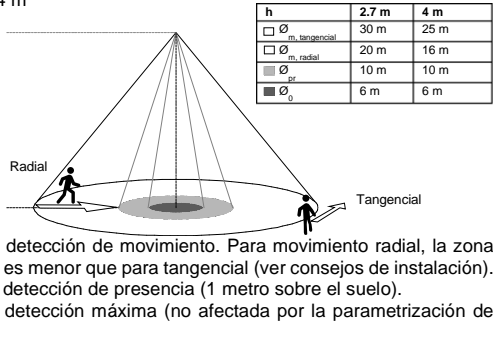 4 m
h 2.7 m 4 m
Ø m, tangencial 30 m 25 m
Ø m, radial 20 m 16 m
Ø pr 10 m 10 m
Ø 0 6 m 6 m
Radial
Tangencial
detección de movimiento. Para movimiento radial, la zona
es menor que para tangencial (ver consejos de instalación).
detección de presencia (1 metro sobre el suelo).
detección máxima (no afectada por la parametrización de